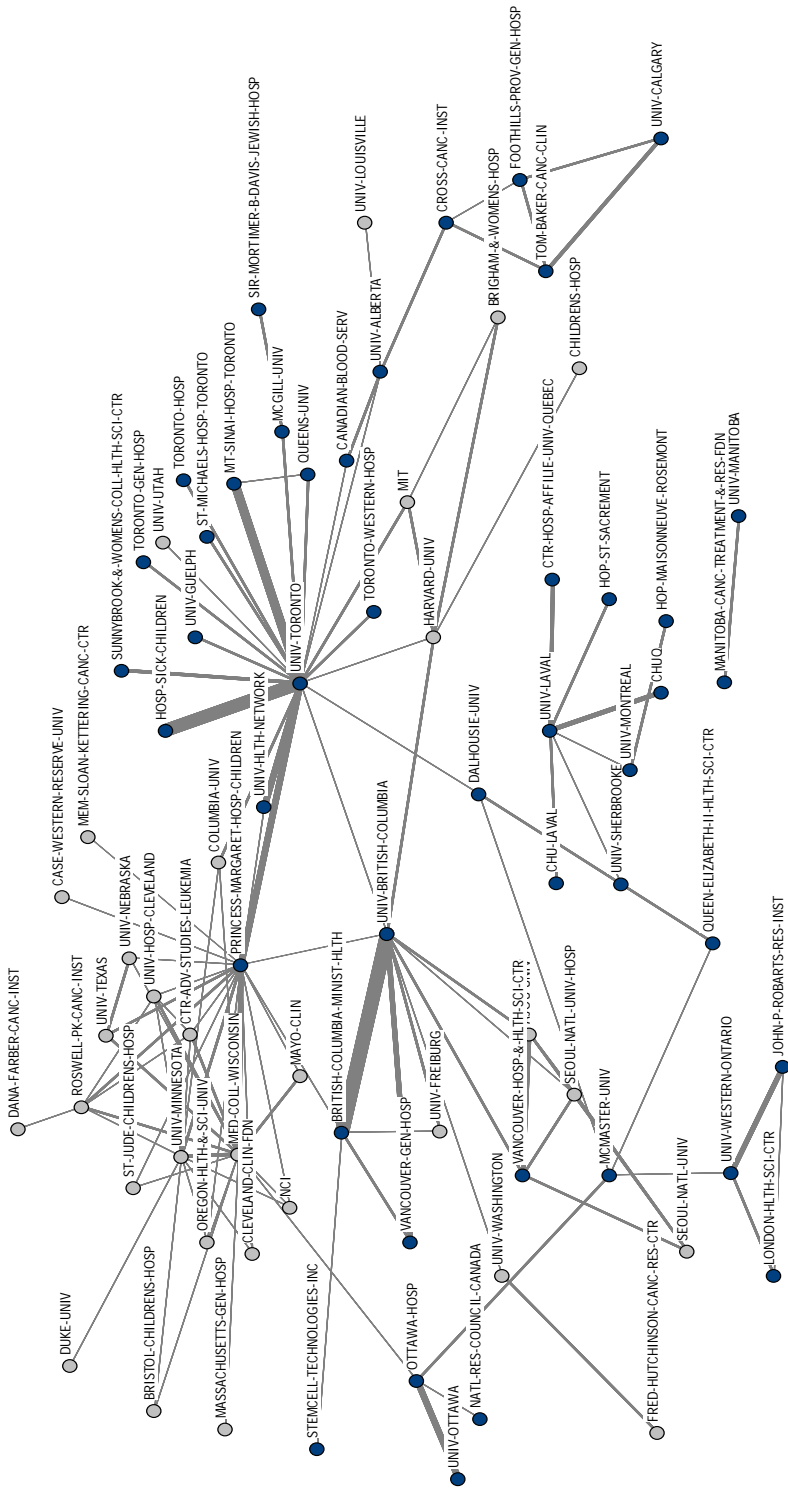 DANA-FARBER-CANC-INST
CASE-WESTERN-RESERVE-UNIV
MEM-SLOAN-KETTERING-CANC-CTR
ROSWELL-PK-CANC-INST
UNIV-TEXAS
UNIV-NEBRASKA
UNIV-HOSP-CLEVELAND
CTR-ADV-STUDIES-LEUKEMIA
ST-JUDE-CHILDRENS-HOSP
UNIV-MINNESOTA
OREGON-HLTH-&-SCI-UNIV
MED-COLL-WISCONSIN
CLEVELAND-CLIN-FDN
NCI
MAYO-CLIN
DUKE-UNIV
BRISTOL-CHILDRENS-HOSP
MASSACHUSETTS-GEN-HOSP
COLUMBIA-UNIV
PRINCESS-MARGARET-HOSP-CHILDREN
UNIV-HLTH-NETWORK
HOSP-SICK-CHILDREN
SUNNYBROOK-&-WOMENS-COLL-HLTH-SCI-CTR
TORONTO-GEN-HOSP
UNIV-UTAH
TORONTO-HOSP
UNIV-GUELPH
ST-MICHAELS-HOSP-TORONTO
MT-SINAI-HOSP-TORONTO
SIR-MORTIMER-B-DAVIS-JEWISH-HOSP
MCGILL-UNIV
QUEENS-UNIV
UNIV-TORONTO
CANADIAN-BLOOD-SERV
UNIV-ALBERTA
UNIV-LOUISVILLE
TORONTO-WESTERN-HOSP
MIT
HARVARD-UNIV
CROSS-CANC-INST
BRIGHAM-&-WOMENS-HOSP
FOOTHILLS-PROV-GEN-HOSP
TOM-BAKER-CANC-CLIN
UNIV-CALGARY
CHILDRENS-HOSP
CTR-HOSP-AFFILIE-UNIV-QUEBEC
HOP-ST-SACREMENT
HOP-MAISONNEUVE-ROSEMONT
CHUQ
UNIV-LAVAL
UNIV-MONTREAL
CHU-LAVAL
UNIV-SHERBROOKE
MANITOBA-CANC-TREATMENT-&-RES-FDN
UNIV-MANITOBA
DALHOUSIE-UNIV
QUEEN-ELIZABETH-II-HLTH-SCI-CTR
UNIV-BRITISH-COLUMBIA
BRITISH-COLUMBIA-MINIST-HLTH
UNIV-FREIBURG
VANCOUVER-GEN-HOSP
STEMCELL-TECHNOLOGIES-INC
VANCOUVER-HOSP-&-HLTH-SCI-CTR
SEOUL-NATL-UNIV-HOSP
SEOUL-NATL-UNIV
UNIV-WASHINGTON
FRED-HUTCHINSON-CANC-RES-CTR
MCMASTER-UNIV
UNIV-WESTERN-ONTARIO
JOHN-P-ROBARTS-RES-INST
LONDON-HLTH-SCI-CTR
OTTAWA-HOSP
NATL-RES-COUNCIL-CANADA
UNIV-OTTAWA